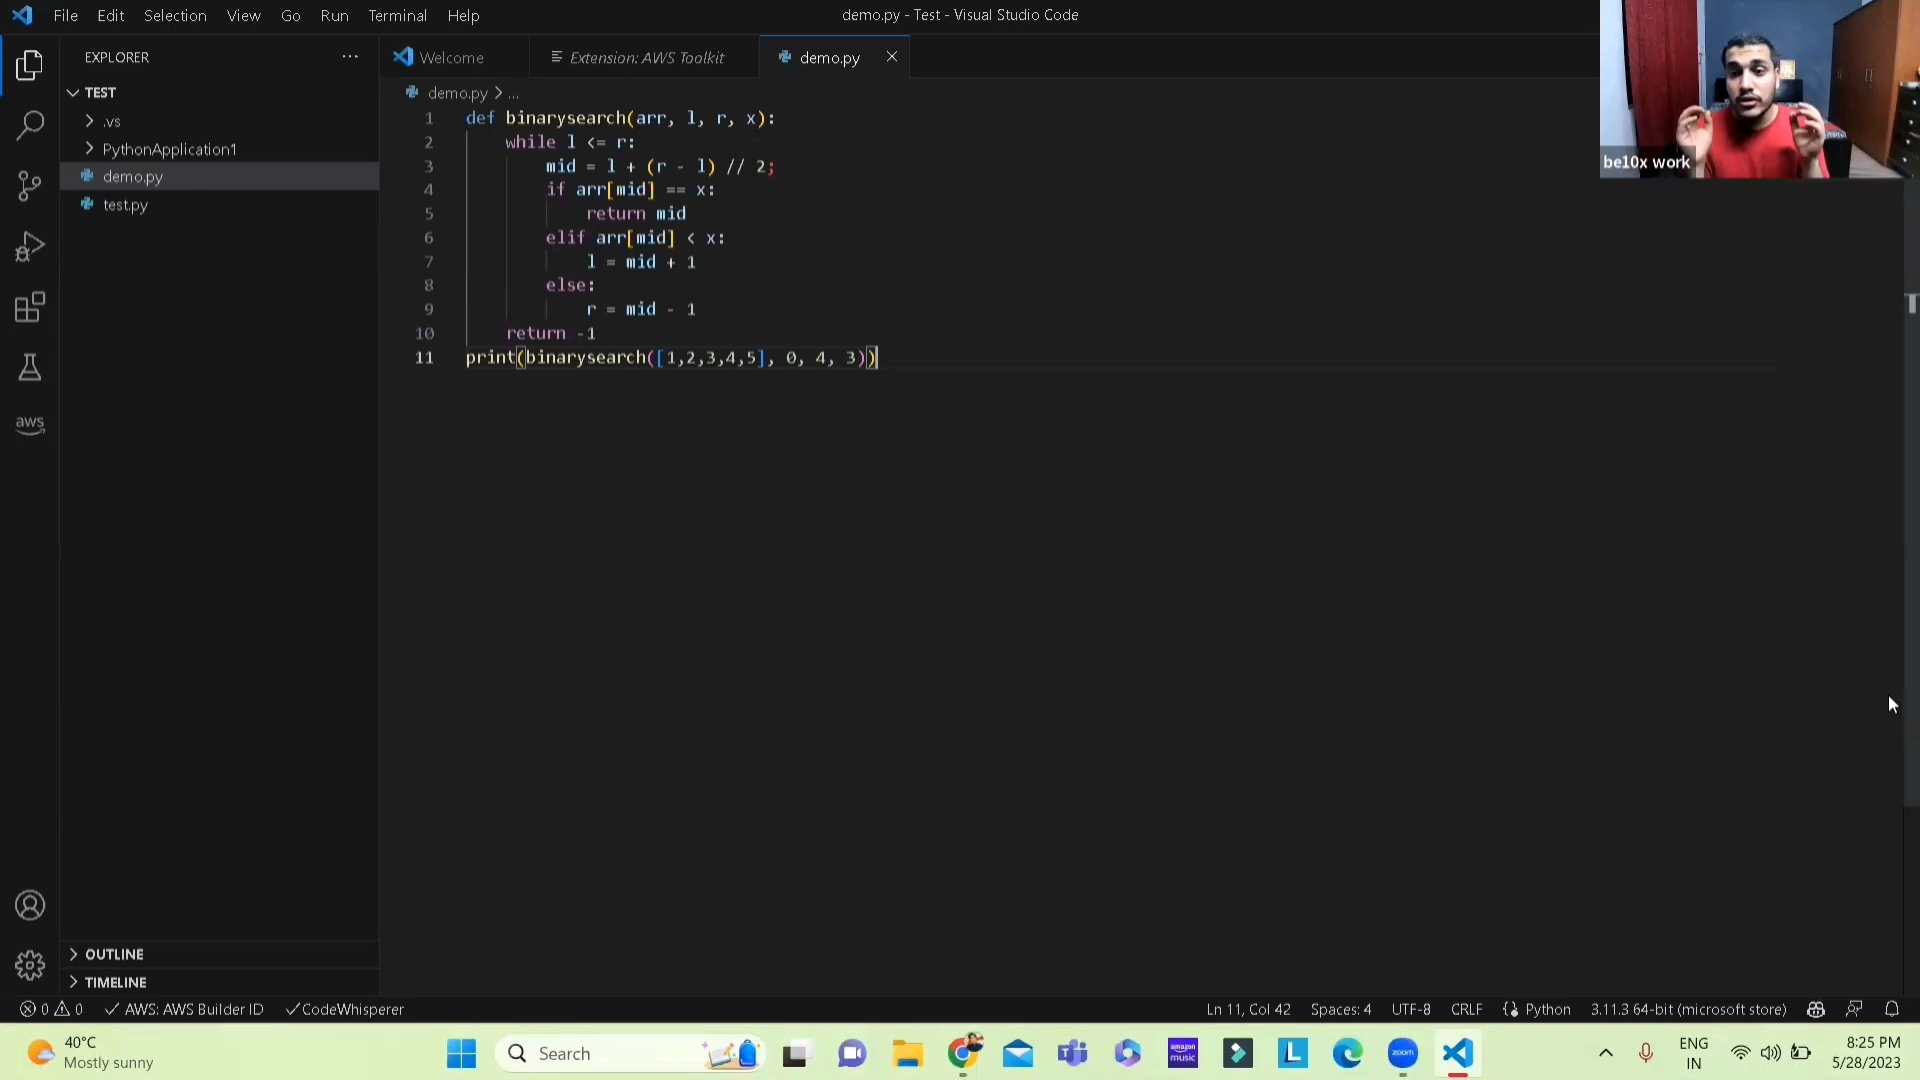 File Edit Selection View Go Run Terminal Help
demo.py - Test - Visual Studio Code
EXPLORER
TEST
.vs
PythonApplication1
demo.py
test.py
OUTLINE
TIMELINE
aws
Welcome
Extension: AWS Toolkit
demo.py
demo.py > ...
1 def binarysearch(arr, l, r, x):
2 while l <= r:
3 mid = l + (r - l) // 2;
4 if arr[mid] == x:
5 return mid
6 elif arr[mid] < x:
7 l = mid + 1
8 else:
9 r = mid - 1
10 return -1
11 print(binarysearch([1,2,3,4,5], 0, 4, 3))
be10x work
0 0 AWS: AWS Builder ID CodeWhisperer
Ln 11, Col 42 Spaces: 4 UTF-8 CRLF Python 3.11.3 64-bit (microsoft store)
40°C
Mostly sunny
Search
amazon music
L
zoom
ENG
IN
8:25 PM
5/28/2023